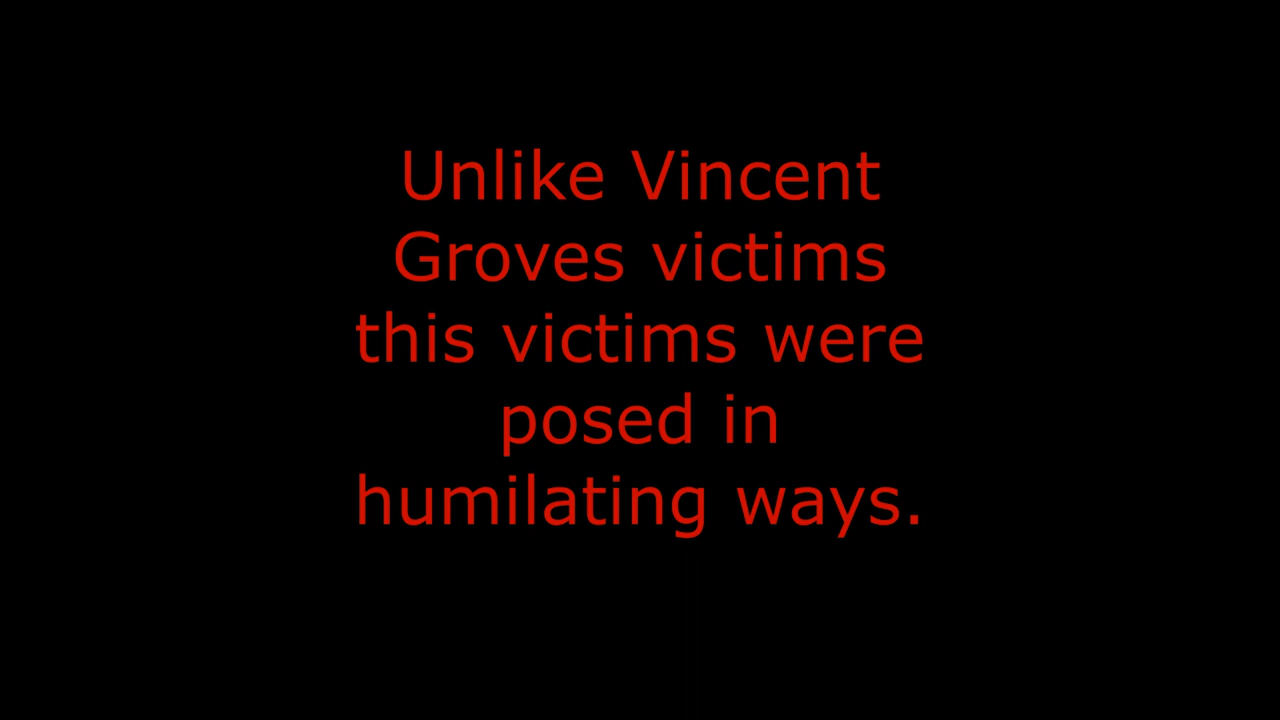 Unlike Vincent
Groves victims
this victims were
posed in
humilating ways.